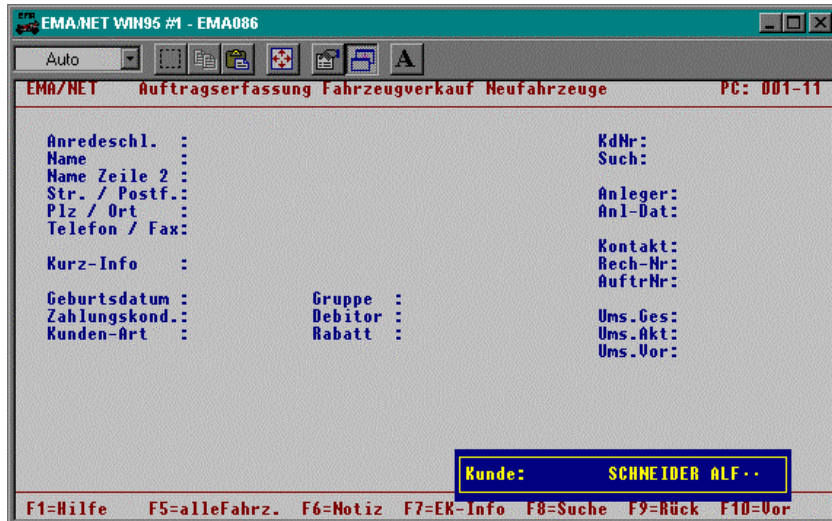 EMA/NET WIN95 #1 - EMA086
Auto A
EMA/NET Auftragserfassung Fahrzeugverkauf Neufahrzeuge PC: 001-11
Anredeschl. : KdNr:
Name : Such:
Name Zeile 2 :
Str. / Postf.: Anleger:
Plz / Ort : Anl-Dat:
Telefon / Fax:
Kontakt:
Kurz-Info : Rech-Nr:
AuftrNr:
Geburtsdatum : Gruppe :
Zahlungskond.: Debitor : Ums.Ges:
Kunden-Art : Rabatt : Ums.Akt:
Ums.Vor:
Kunde: SCHNEIDER ALF··
F1=Hilfe F5=alleFahrz. F6=Notiz F7=EK-Info F8=Suche F9=Rück F10=Vor